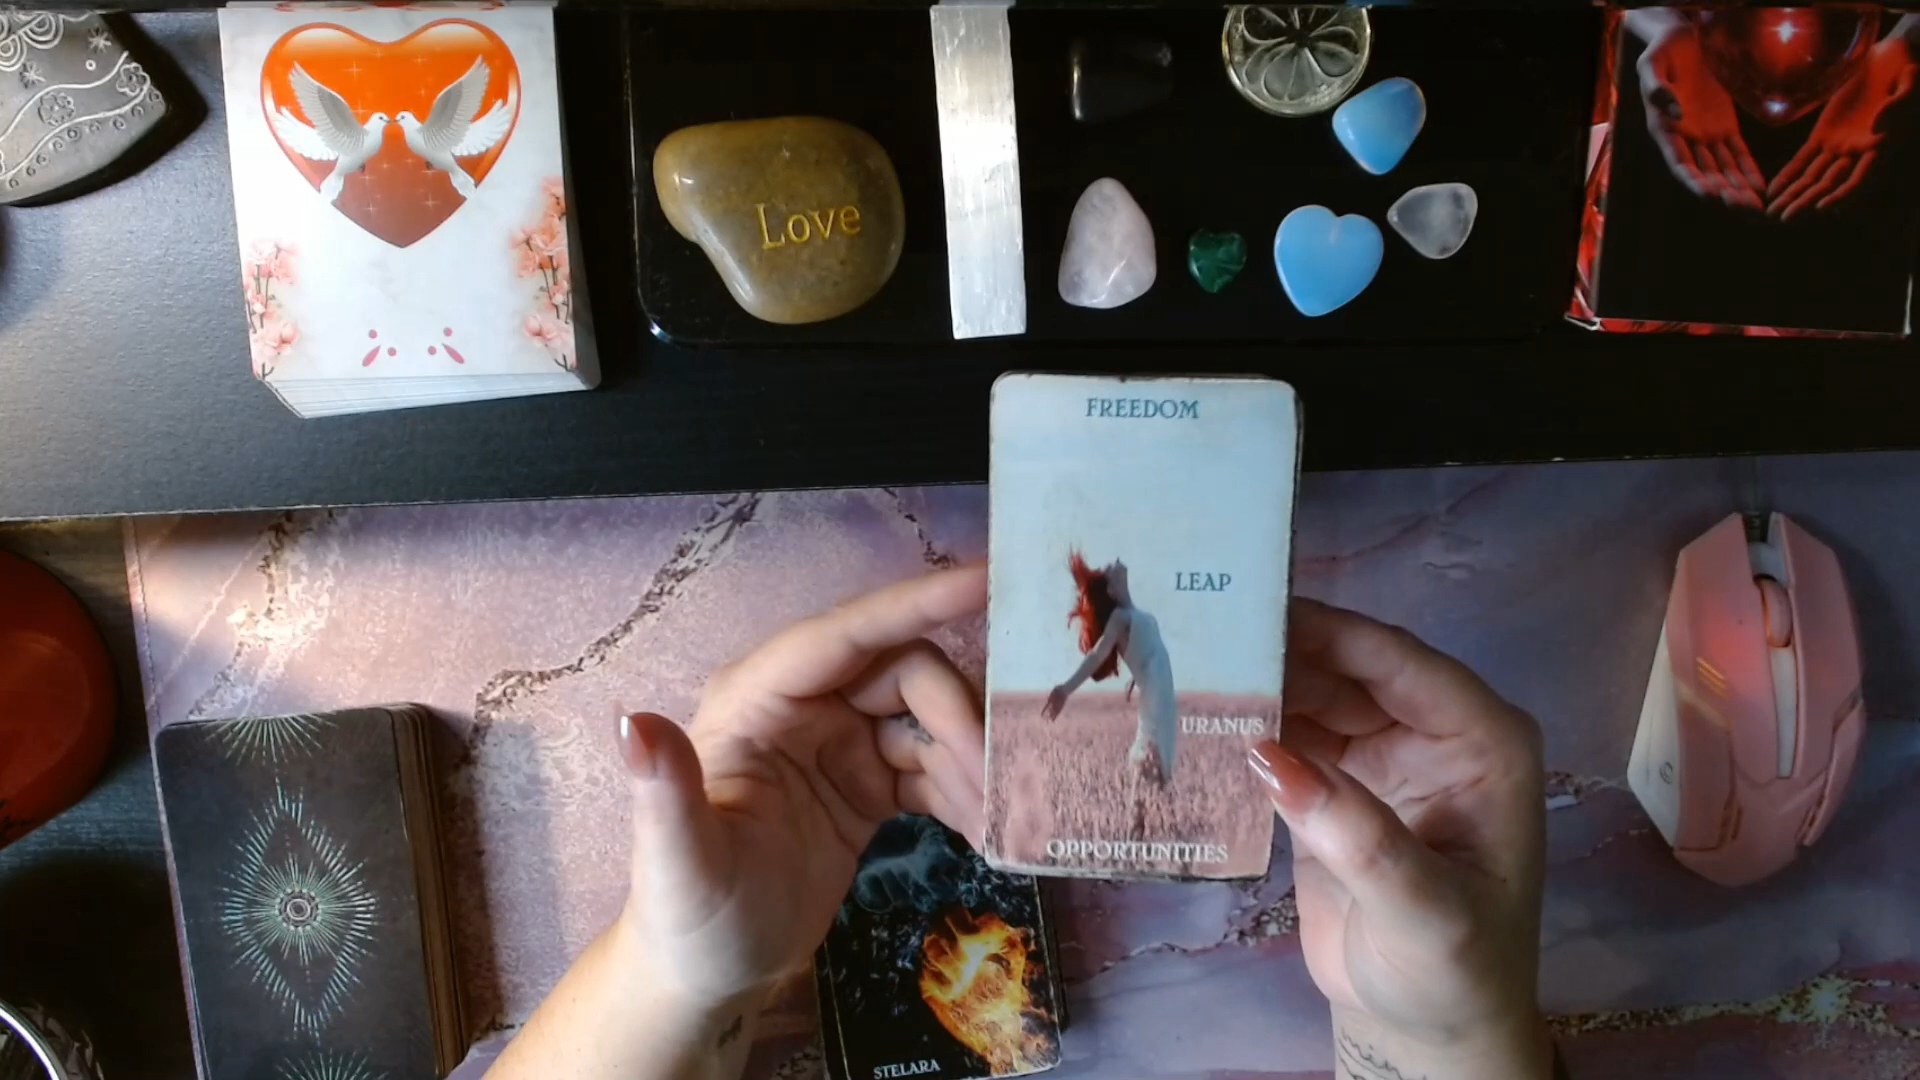 Love
FREEDOM
LEAP
URANUS
OPPORTUNITIES
STELARA